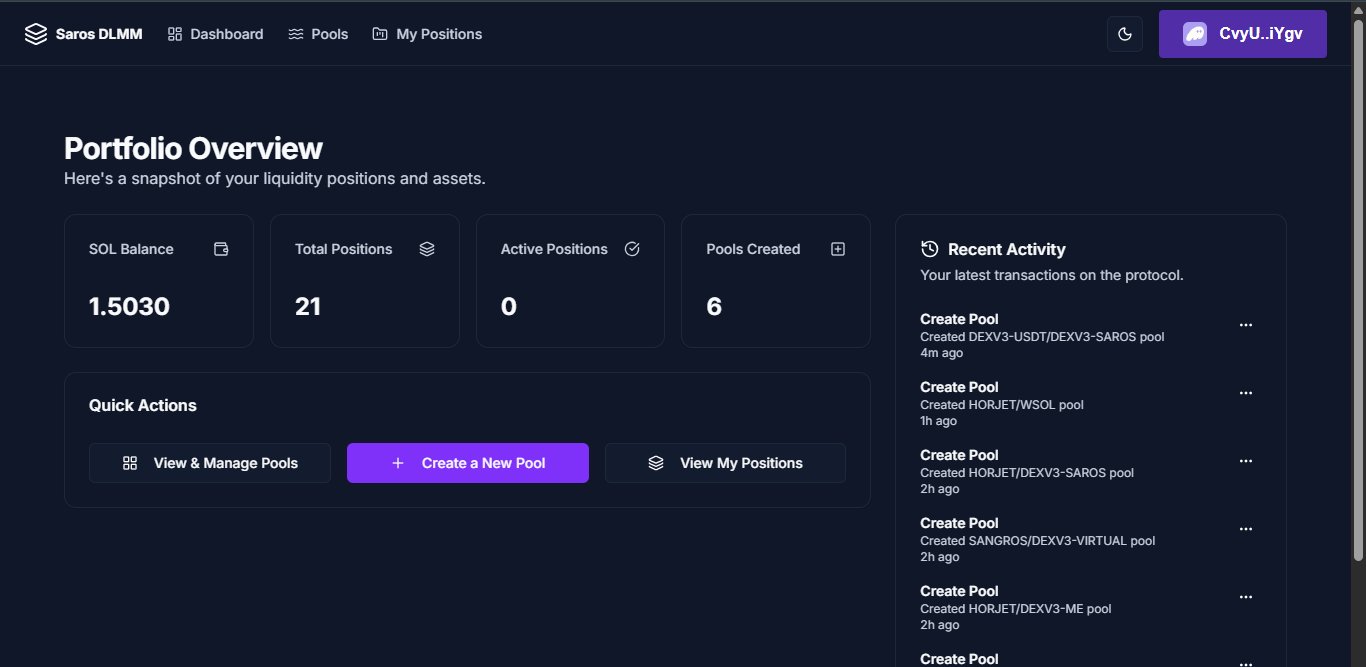 Saros DLMM
Dashboard
Pools
My Positions
CvyU..iYgv
Portfolio Overview
Here's a snapshot of your liquidity positions and assets.
SOL Balance
1.5030
Total Positions
21
Active Positions
0
Pools Created
6
Quick Actions
View & Manage Pools
Create a New Pool
View My Positions
Recent Activity
Your latest transactions on the protocol.
Create Pool
Created DEXV3-USDT/DEXV3-SAROS pool
4m ago
Create Pool
Created HORJET/WSOL pool
1h ago
Create Pool
Created HORJET/DEXV3-SAROS pool
2h ago
Create Pool
Created SANGROS/DEXV3-VIRTUAL pool
2h ago
Create Pool
Created HORJET/DEXV3-ME pool
2h ago
Create Pool